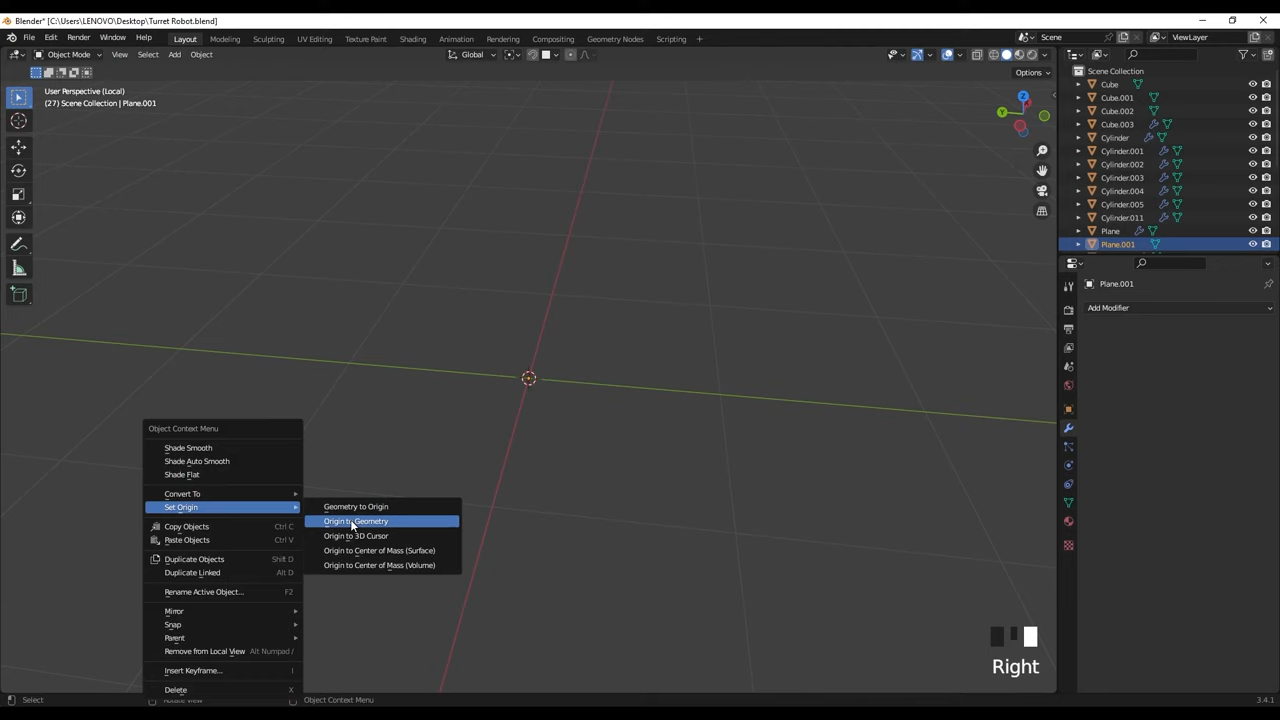 Blender* [C:\Users\LENOVO\Desktop\Turret Robot.blend]
File Edit Render Window Help Layout Modeling Sculpting UV Editing Texture Paint Shading Animation Rendering Compositing Geometry Nodes Scripting Scene ViewLayer
Object Mode View Select Add Object Global
Options
User Perspective (Local)
(27) Scene Collection | Plane.001
Z
Y
Scene Collection
Cube
Cube.001
Cube.002
Cube.003
Cylinder
Cylinder.001
Cylinder.002
Cylinder.003
Cylinder.004
Cylinder.005
Cylinder.011
Plane
Plane.001
Plane.001
Add Modifier
Object Context Menu
Shade Smooth
Shade Auto Smooth
Shade Flat
Convert To
Set Origin
Copy Objects Ctrl C
Paste Objects Ctrl V
Duplicate Objects Shift D
Duplicate Linked Alt D
Rename Active Object... F2
Mirror
Snap
Parent
Remove from Local View Alt Numpad /
Insert Keyframe... I
Delete X
Geometry to Origin
Origin to Geometry
Origin to 3D Cursor
Origin to Center of Mass (Surface)
Origin to Center of Mass (Volume)
Right
Select Rotate View Object Context Menu 3.4.1